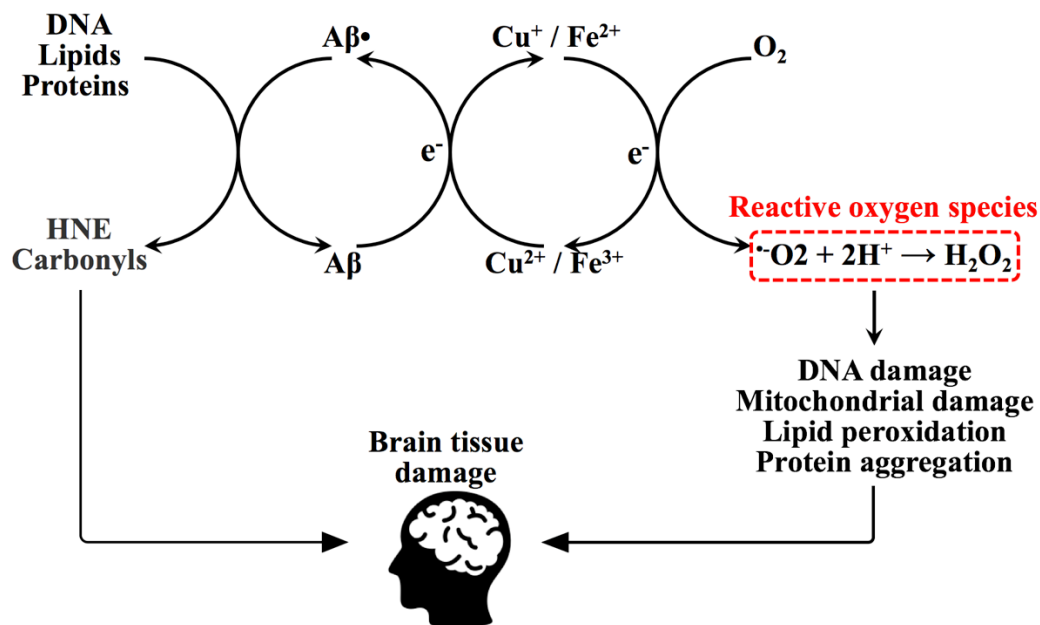 DNA
Lipids
Proteins
Aβ•
Cu⁺ / Fe²⁺
O₂
e⁻
e⁻
HNE
Carbonyls
Aβ
Cu²⁺ / Fe³⁺
Reactive oxygen species
•⁻O2 + 2H⁺ → H₂O₂
DNA damage
Mitochondrial damage
Lipid peroxidation
Protein aggregation
Brain tissue
damage